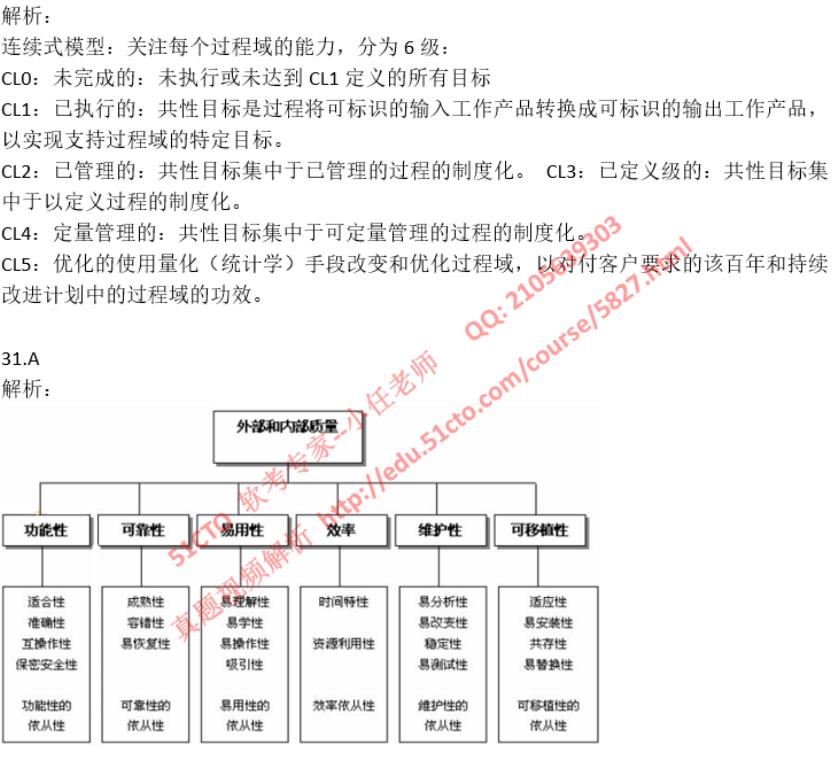 解析：
连续式模型：关注每个过程域的能力，分为 6 级：
CL0：未完成的：未执行或未达到 CL1 定义的所有目标
CL1：已执行的：共性目标是过程将可标识的输入工作产品转换成可标识的输出工作产品，
以实现支持过程域的特定目标。
CL2：已管理的：共性目标集中于已管理的过程的制度化。 CL3：已定义级的：共性目标集
中于以定义过程的制度化。
CL4：定量管理的：共性目标集中于可定量管理的过程的制度化。
CL5：优化的使用量化（统计学）手段改变和优化过程域，以对付客户要求的该百年和持续
改进计划中的过程域的功效。
31.A
解析：
外部和内部质量
功能性 可靠性 易用性 效率 维护性 可移植性
适合性 成熟性 易理解性 时间特性 易分析性 适应性
准确性 容错性 易学性 易改变性 易安装性
互操作性 易恢复性 易操作性 资源利用性 稳定性 共存性
保密安全性 吸引性 易测试性 易替换性
功能性的 可靠性的 易用性的 效率依从性 维护性的 可移植性的
依从性 依从性 依从性 依从性 依从性
51CTO 软考专家--小任老师 QQ: 2105639303
真题视频解析 http://edu.51cto.com/course/5827.html